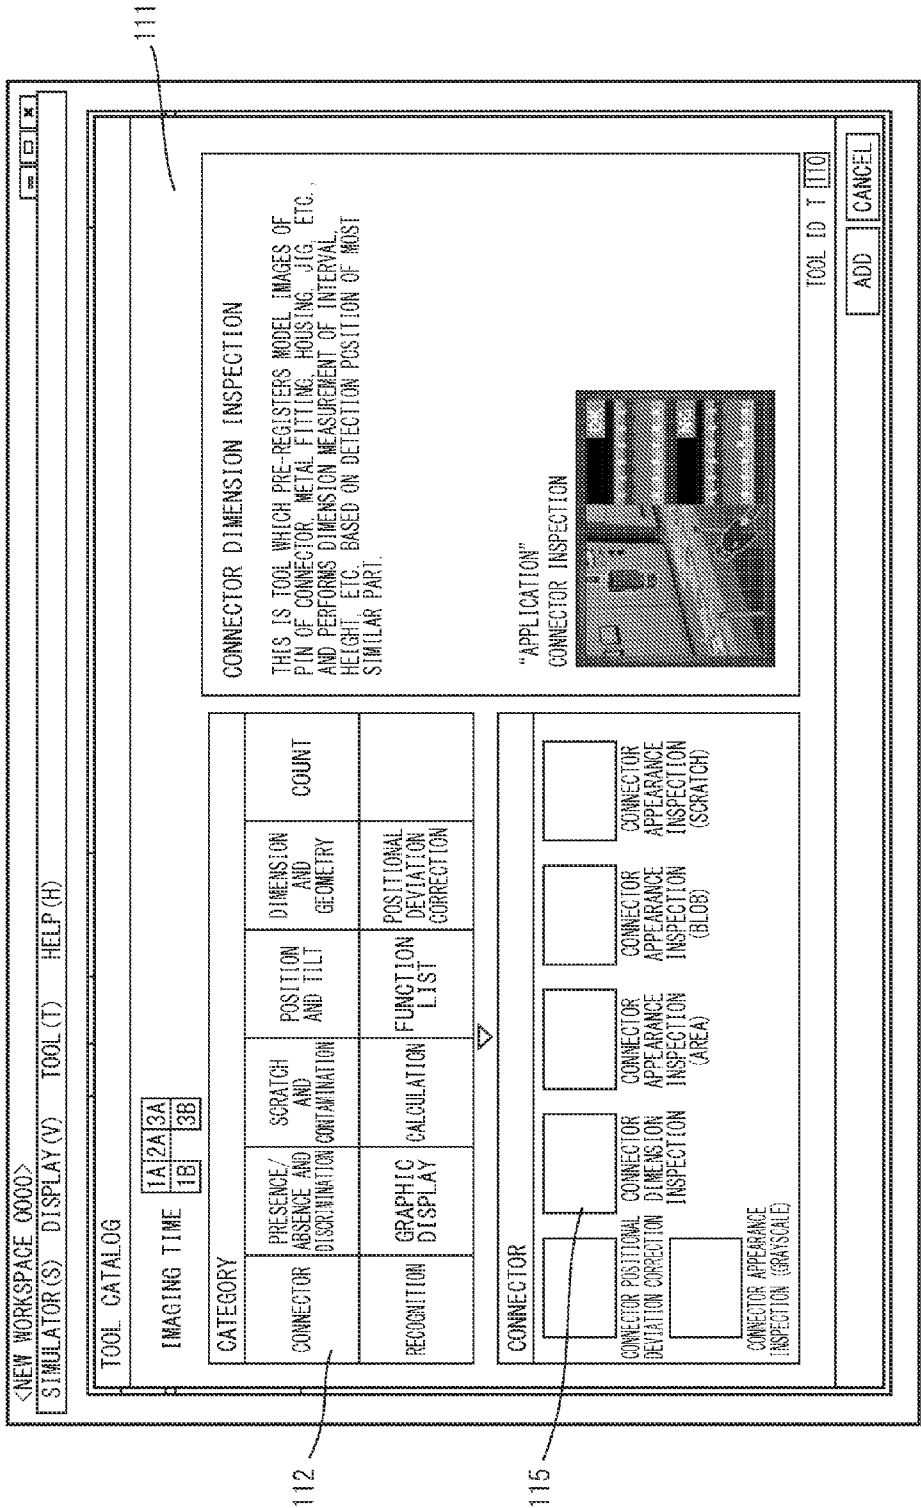 111
<NEW WORKSPACE 0000>
SIMULATOR(S) DISPLAY(V) TOOL(T) HELP(H)
TOOL CATALOG
IMAGING TIME
1A 2A 3A
1B 3B
CATEGORY
CONNECTOR
PRESENCE/
ABSENCE AND
DISCRIMINATION
SCRATCH
AND
CONTAMINATION
POSITION
AND TILT
DIMENSION
AND
GEOMETRY
COUNT
RECOGNITION
GRAPHIC
DISPLAY
CALCULATION
FUNCTION
LIST
POSITIONAL
DEVIATION
CORRECTION
112
CONNECTOR
CONNECTOR POSITIONAL
DEVIATION CORRECTION
CONNECTOR
DIMENSION
INSPECTION
CONNECTOR
APPEARANCE
INSPECTION
(AREA)
CONNECTOR
APPEARANCE
INSPECTION
(BLOB)
CONNECTOR
APPEARANCE
INSPECTION
(SCRATCH)
CONNECTOR APPEARANCE
INSPECTION (GRAYSCALE)
115
CONNECTOR DIMENSION INSPECTION
THIS IS TOOL WHICH PRE-REGISTERS MODEL IMAGES OF
PIN OF CONNECTOR, METAL FITTING, HOUSING, JIG, ETC.,
AND PERFORMS DIMENSION MEASUREMENT OF INTERVAL,
HEIGHT, ETC. BASED ON DETECTION POSITION OF MOST
SIMILAR PART.
"APPLICATION"
CONNECTOR INSPECTION
TOOL ID T 110
ADD CANCEL